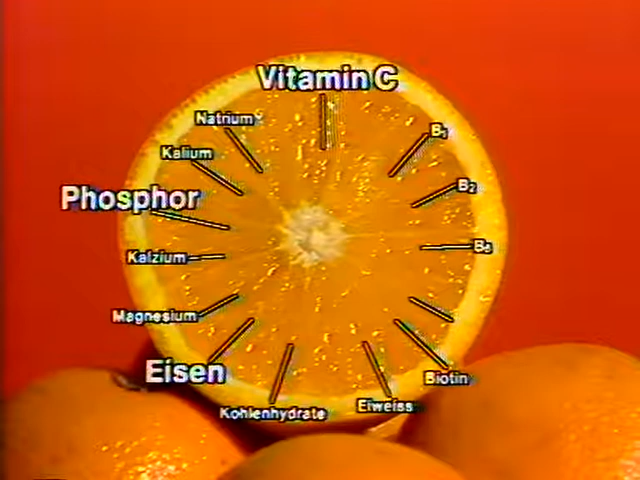 Vitamin C
Natrium
B₁
Kalium
B₂
Phosphor
B₆
Kalzium
Magnesium
Eisen
Biotin
Kohlenhydrate
Eiweiss